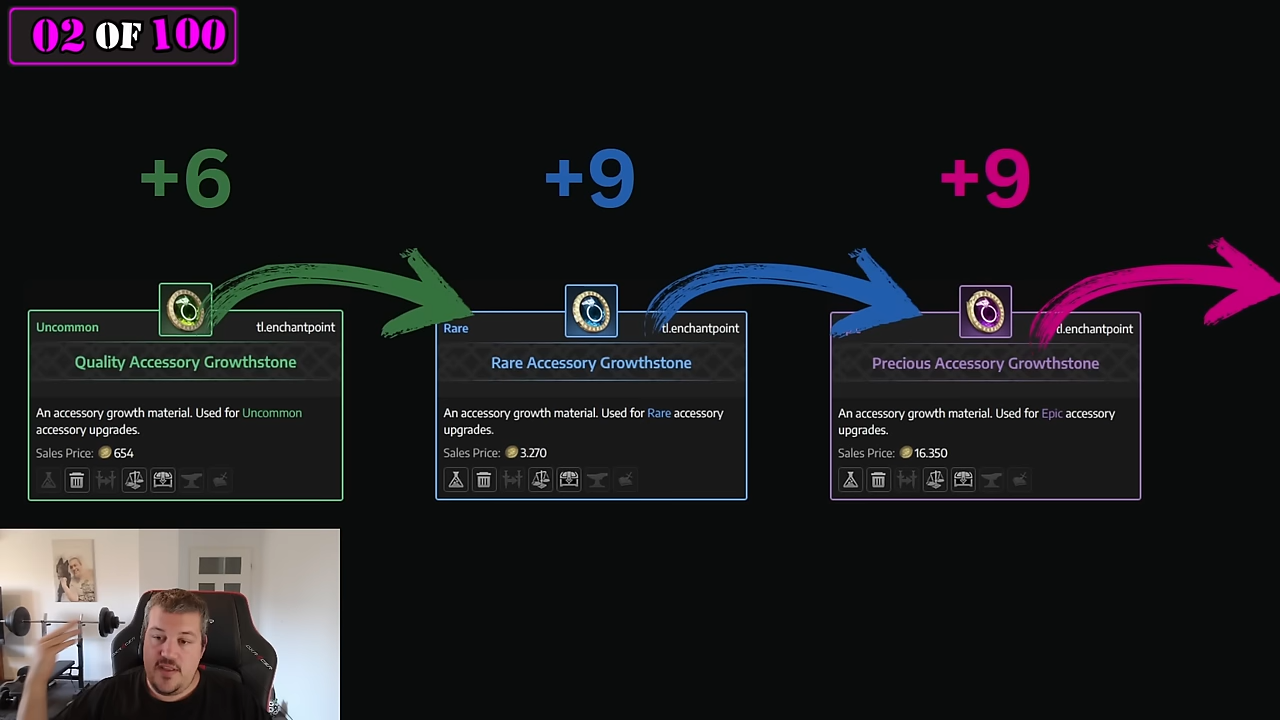 02 OF 100
+6
+9
+9
Uncommon
tl.enchantpoint
Quality Accessory Growthstone
An accessory growth material. Used for Uncommon
accessory upgrades.
Sales Price: 654
Rare
tl.enchantpoint
Rare Accessory Growthstone
An accessory growth material. Used for Rare accessory
upgrades.
Sales Price: 3.270
tl.enchantpoint
Precious Accessory Growthstone
An accessory growth material. Used for Epic accessory
upgrades.
Sales Price: 16.350